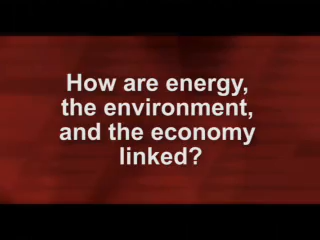 How are energy,
the environment,
and the economy
linked?